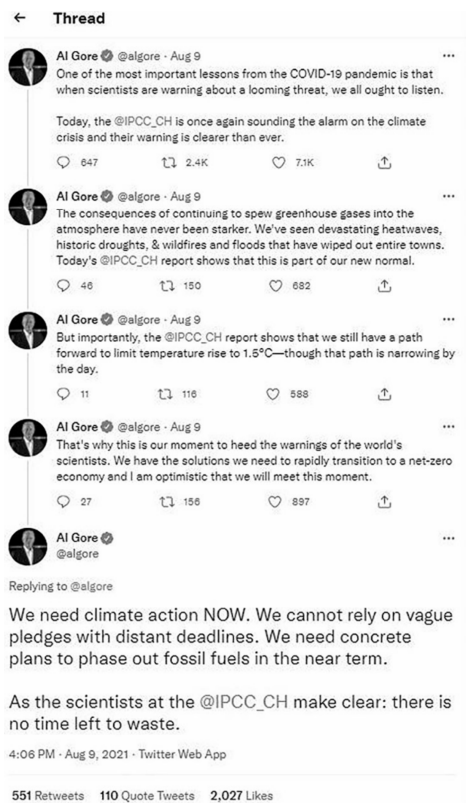 Thread
Al Gore @algore · Aug 9
One of the most important lessons from the COVID-19 pandemic is that
when scientists are warning about a looming threat, we all ought to listen.
Today, the @IPCC_CH is once again sounding the alarm on the climate
crisis and their warning is clearer than ever.
647 2.4K 7.1K
Al Gore @algore · Aug 9
The consequences of continuing to spew greenhouse gases into the
atmosphere have never been starker. We've seen devastating heatwaves,
historic droughts, & wildfires and floods that have wiped out entire towns.
Today's @IPCC_CH report shows that this is part of our new normal.
46 150 682
Al Gore @algore · Aug 9
But importantly, the @IPCC_CH report shows that we still have a path
forward to limit temperature rise to 1.5°C—though that path is narrowing by
the day.
11 116 588
Al Gore @algore · Aug 9
That's why this is our moment to heed the warnings of the world's
scientists. We have the solutions we need to rapidly transition to a net-zero
economy and I am optimistic that we will meet this moment.
27 156 897
Al Gore
@algore
Replying to @algore
We need climate action NOW. We cannot rely on vague
pledges with distant deadlines. We need concrete
plans to phase out fossil fuels in the near term.
As the scientists at the @IPCC_CH make clear: there is
no time left to waste.
4:06 PM · Aug 9, 2021 · Twitter Web App
551 Retweets 110 Quote Tweets 2,027 Likes